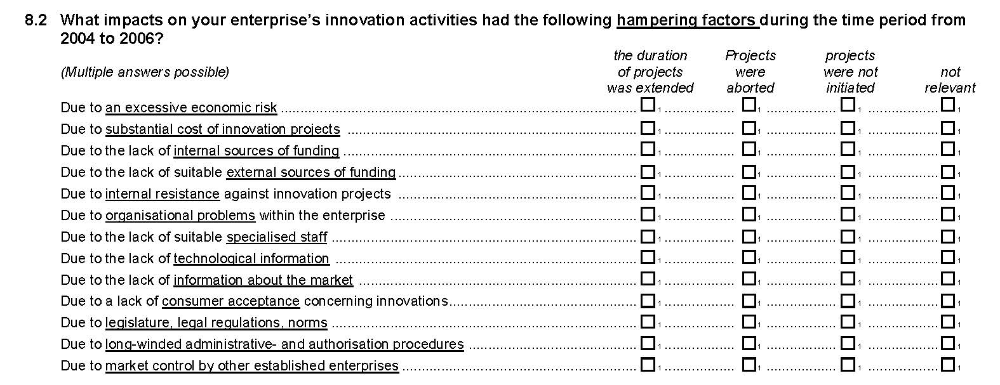 8.2 What impacts on your enterprise's innovation activities had the following hampering factors during the time period from
2004 to 2006?
(Multiple answers possible)
the duration of projects was extended
Projects were aborted
projects were not initiated
not relevant
Due to an excessive economic risk ☐1 ☐1 ☐1 ☐1
Due to substantial cost of innovation projects ☐1 ☐1 ☐1 ☐1
Due to the lack of internal sources of funding ☐1 ☐1 ☐1 ☐1
Due to the lack of suitable external sources of funding ☐1 ☐1 ☐1 ☐1
Due to internal resistance against innovation projects ☐1 ☐1 ☐1 ☐1
Due to organisational problems within the enterprise ☐1 ☐1 ☐1 ☐1
Due to the lack of suitable specialised staff ☐1 ☐1 ☐1 ☐1
Due to the lack of technological information ☐1 ☐1 ☐1 ☐1
Due to the lack of information about the market ☐1 ☐1 ☐1 ☐1
Due to a lack of consumer acceptance concerning innovations ☐1 ☐1 ☐1 ☐1
Due to legislature, legal regulations, norms ☐1 ☐1 ☐1 ☐1
Due to long-winded administrative- and authorisation procedures ☐1 ☐1 ☐1 ☐1
Due to market control by other established enterprises ☐1 ☐1 ☐1 ☐1